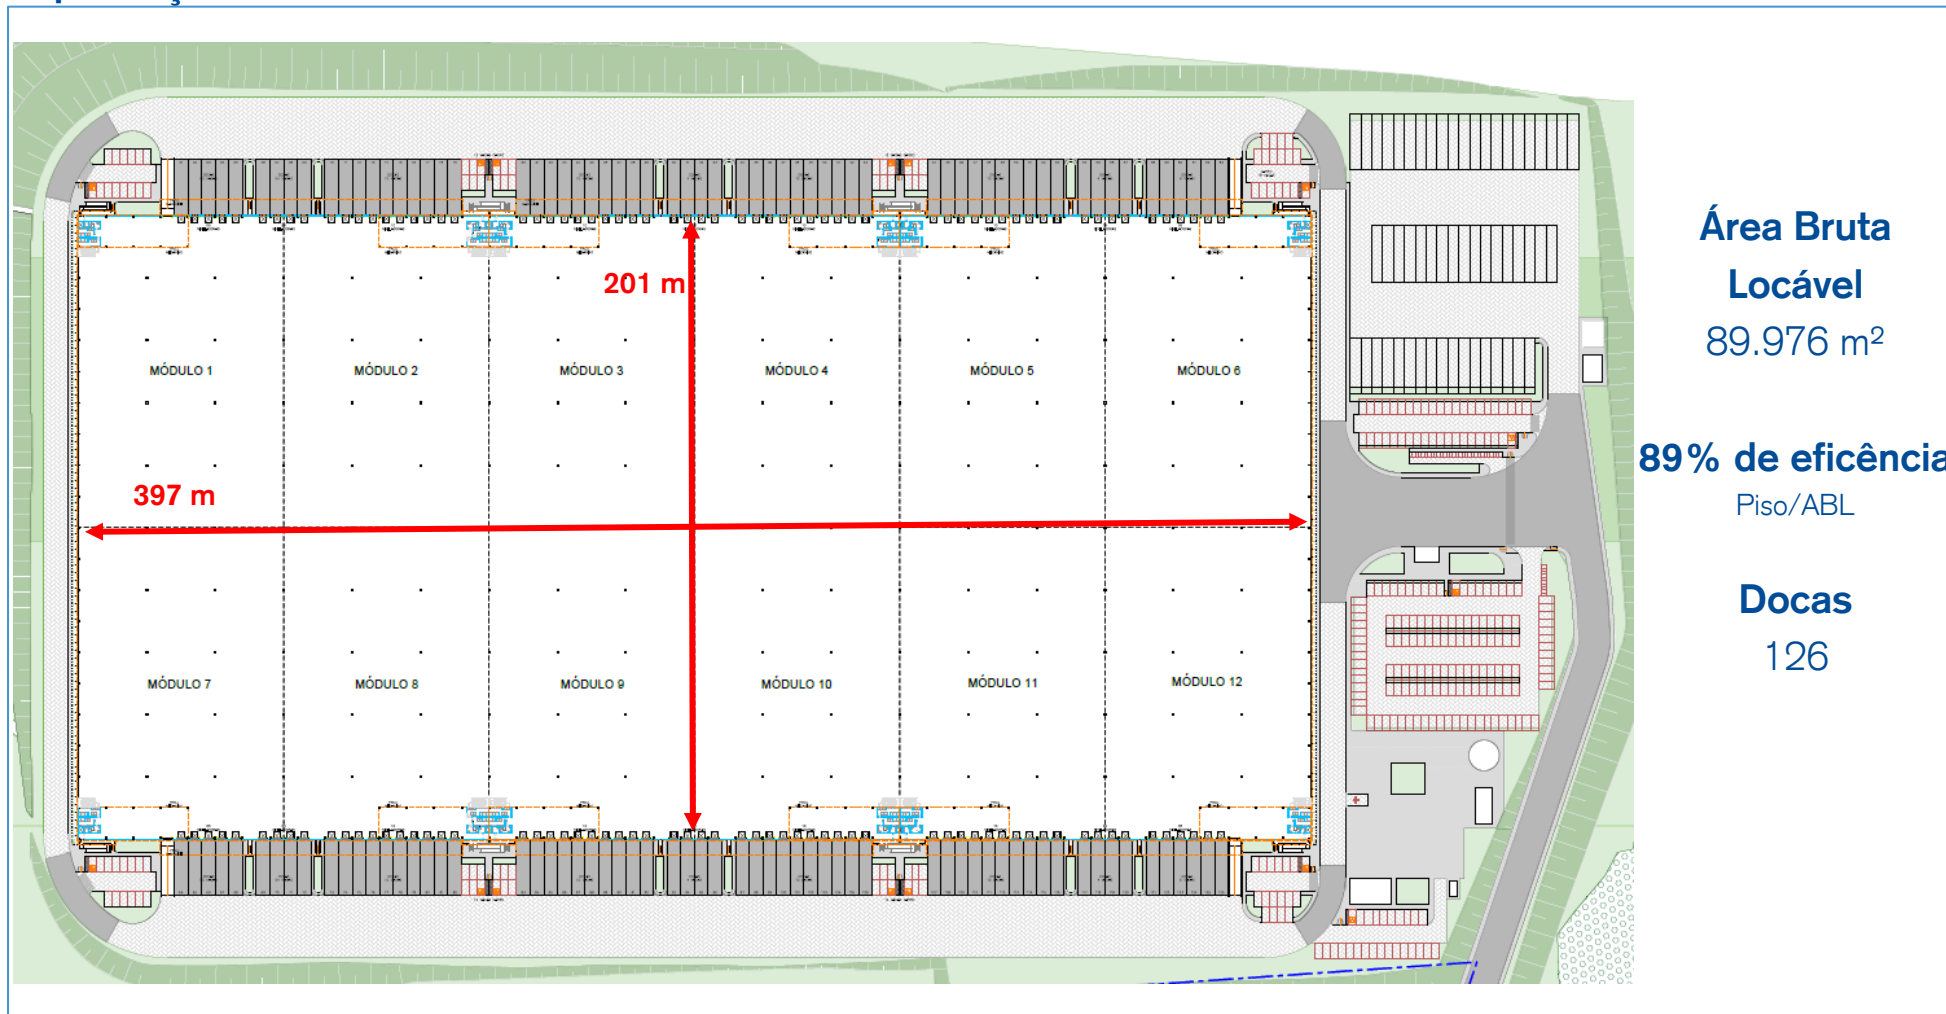 201 m
MÓDULO 1
MÓDULO 2
MÓDULO 3
MÓDULO 4
MÓDULO 5
MÓDULO 6
397 m
MÓDULO 7
MÓDULO 8
MÓDULO 9
MÓDULO 10
MÓDULO 11
MÓDULO 12
Área Bruta
Locável
89.976 m²
89% de eficência
Piso/ABL
Docas
126